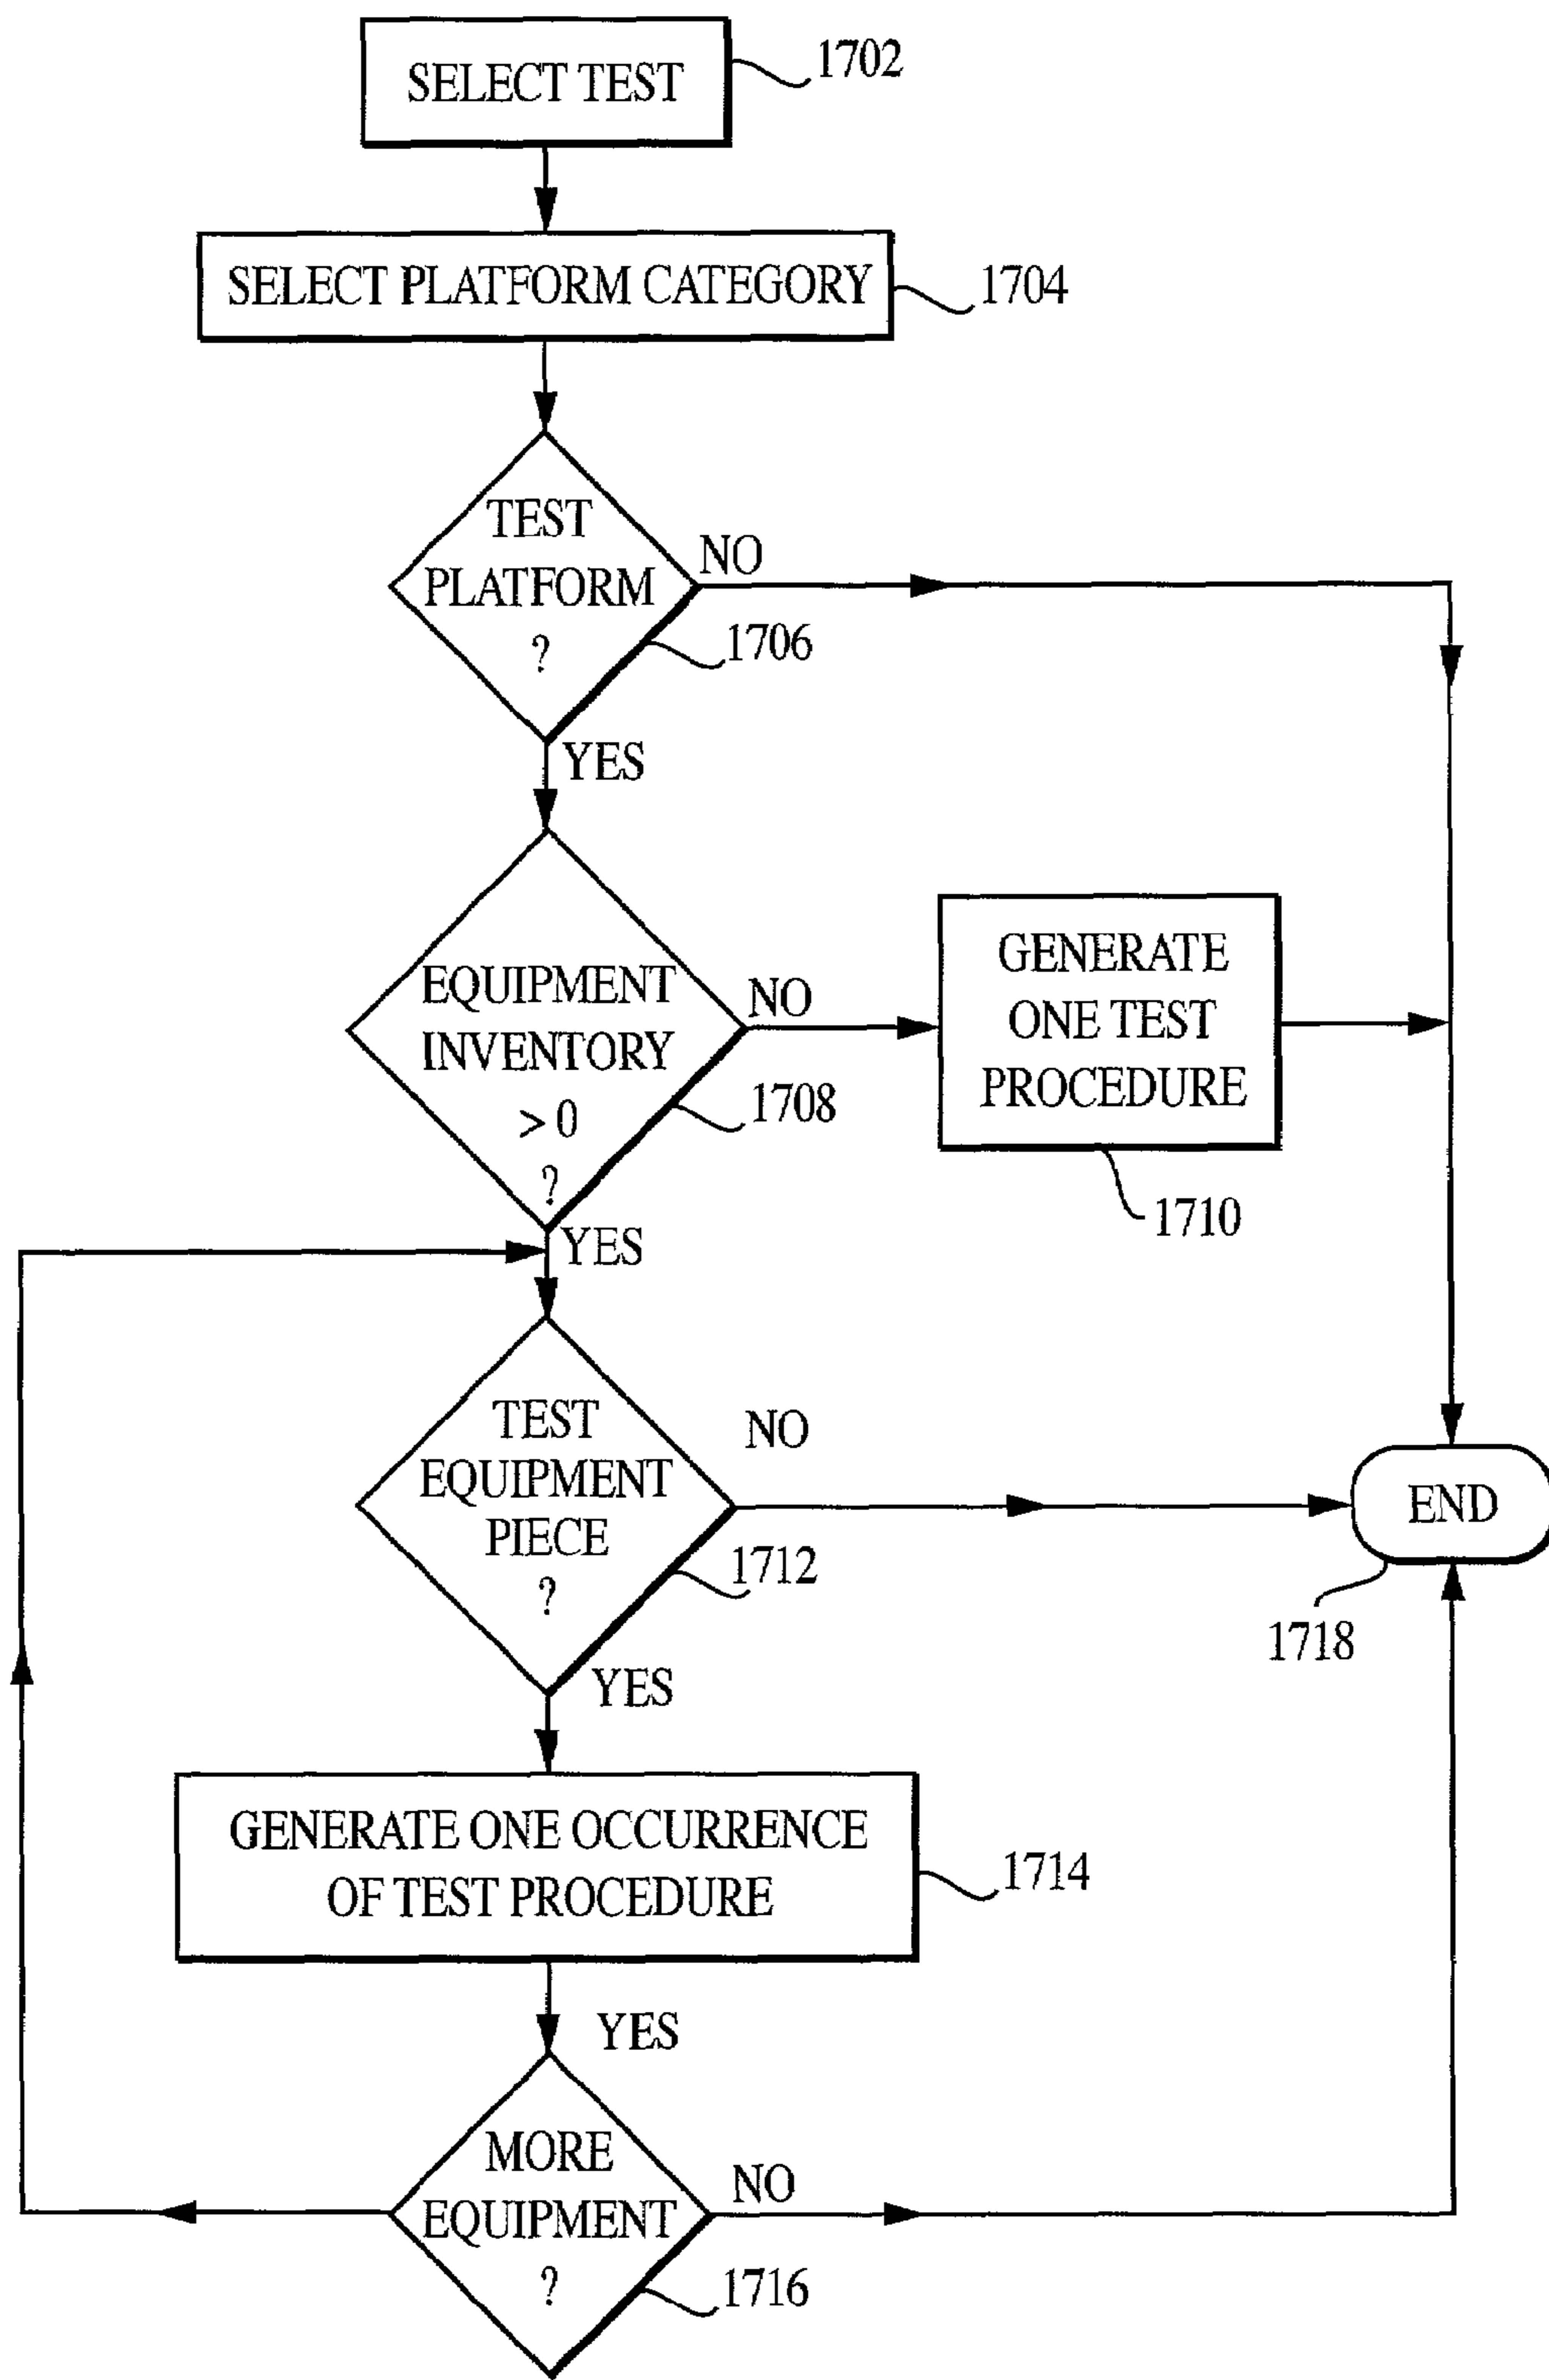 SELECT TEST
1702
SELECT PLATFORM CATEGORY
1704
TEST
PLATFORM
?
NO
1706
YES
EQUIPMENT
INVENTORY
> 0
?
NO
1708
GENERATE
ONE TEST
PROCEDURE
1710
YES
TEST
EQUIPMENT
PIECE
?
NO
1712
END
1718
YES
GENERATE ONE OCCURRENCE
OF TEST PROCEDURE
1714
YES
MORE
EQUIPMENT
?
NO
1716